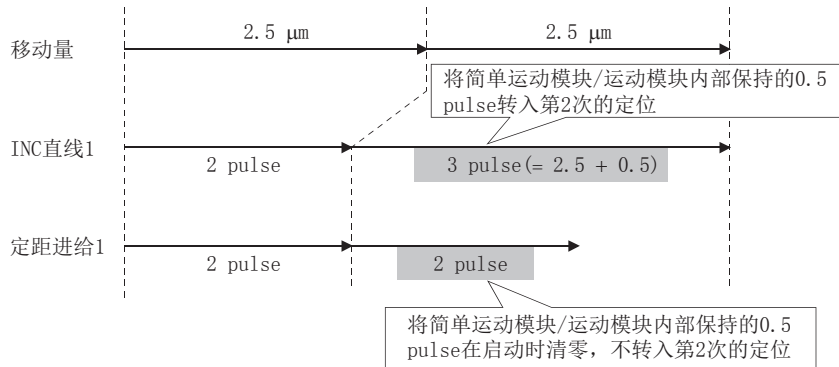 移动量
2.5 μm
2.5 μm
将简单运动模块/运动模块内部保持的0.5
pulse转入第2次的定位
INC直线1
2 pulse
3 pulse(= 2.5 + 0.5)
定距进给1
2 pulse
2 pulse
将简单运动模块/运动模块内部保持的0.5
pulse在启动时清零，不转入第2次的定位